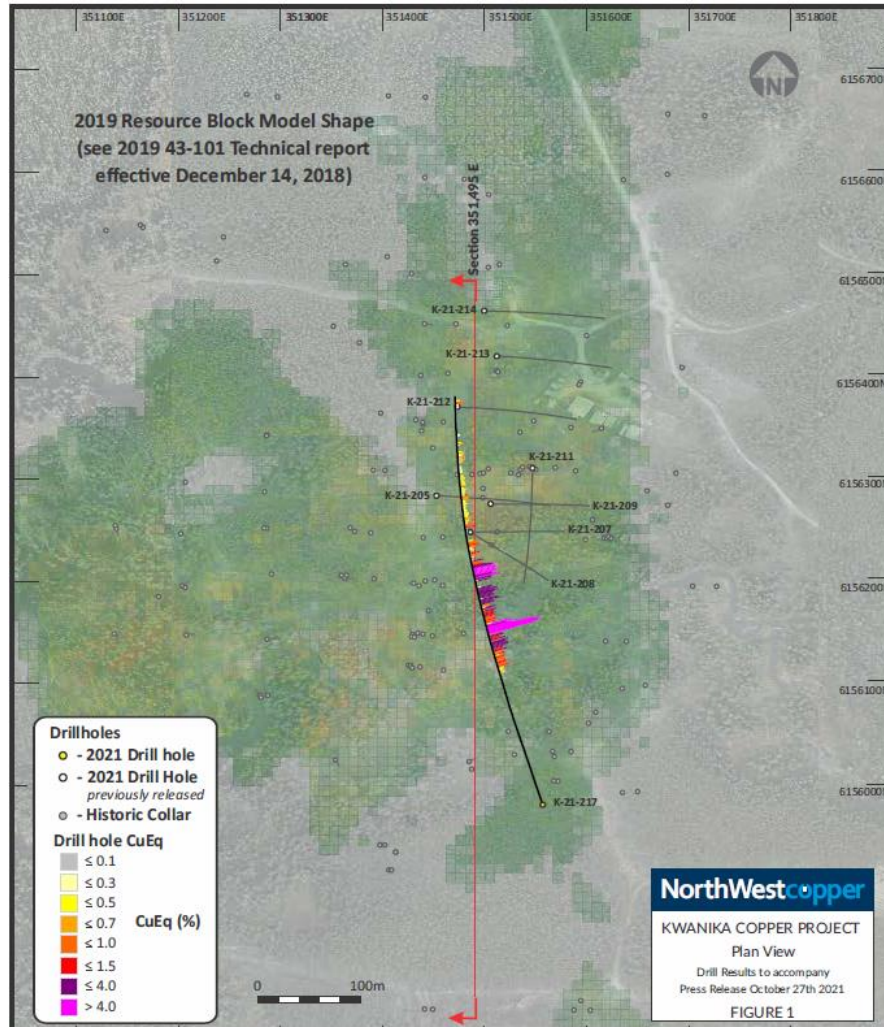 351100E 351200E 351300E 351400E 351500E 351600E 351700E 351800E
6156700
N
2019 Resource Block Model Shape
(see 2019 43-101 Technical report
effective December 14, 2018)
6156600
Section 351,495 E
6156500
K-21-214
K-21-213
6156400N
K-21-212
K-21-211
6156300
K-21-205
K-21-209
K-21-207
K-21-208
6156200
6156100
6156000
K-21-217
Drillholes
- 2021 Drill hole
- 2021 Drill Hole
previously released
- Historic Collar
Drill hole CuEq
≤ 0.1
≤ 0.3
≤ 0.5
≤ 0.7 CuEq (%)
≤ 1.0
≤ 1.5
≤ 4.0
> 4.0
0 100m
NorthWestcopper
KWANIKA COPPER PROJECT
Plan View
Drill Results to accompany
Press Release October 27th 2021
FIGURE 1